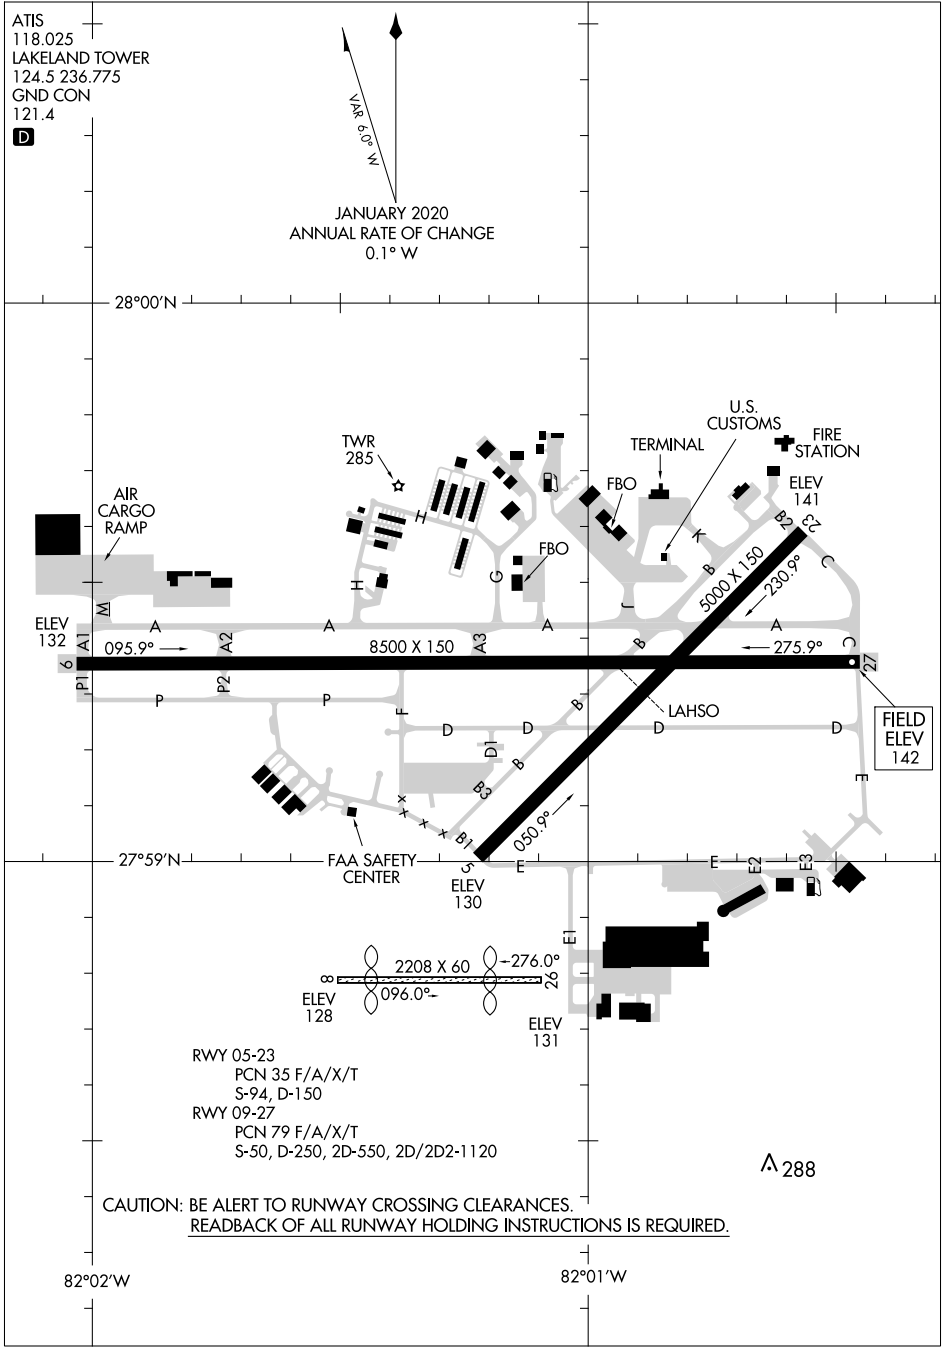 ATIS
118.025
LAKELAND TOWER
124.5 236.775
GND CON
121.4
D
VAR 6.0° W
JANUARY 2020
ANNUAL RATE OF CHANGE
0.1° W
28°00'N
U.S.
CUSTOMS
TERMINAL
FIRE
STATION
TWR
285
FBO
ELEV
141
AIR
CARGO
RAMP
H
K
B2
23
FBO
B
5000 X 150
C
G
H
230.9°
M
J
ELEV
132
A
A
A
A
A1
A2
A3
B
C
095.9°
8500 X 150
275.9°
6
27
P1
P2
P
P
F
B
LAHSO
D
D
D
D
D1
FIELD
ELEV
142
B
B3
E
x
x
x
x
B1
050.9°
27°59'N
FAA SAFETY
CENTER
5
E
E
E2
E3
ELEV
130
E1
8
2208 X 60
276.0°
26
096.0°
ELEV
128
ELEV
131
RWY 05-23
PCN 35 F/A/X/T
S-94, D-150
RWY 09-27
PCN 79 F/A/X/T
S-50, D-250, 2D-550, 2D/2D2-1120
288
CAUTION: BE ALERT TO RUNWAY CROSSING CLEARANCES.
READBACK OF ALL RUNWAY HOLDING INSTRUCTIONS IS REQUIRED.
82°02'W
82°01'W